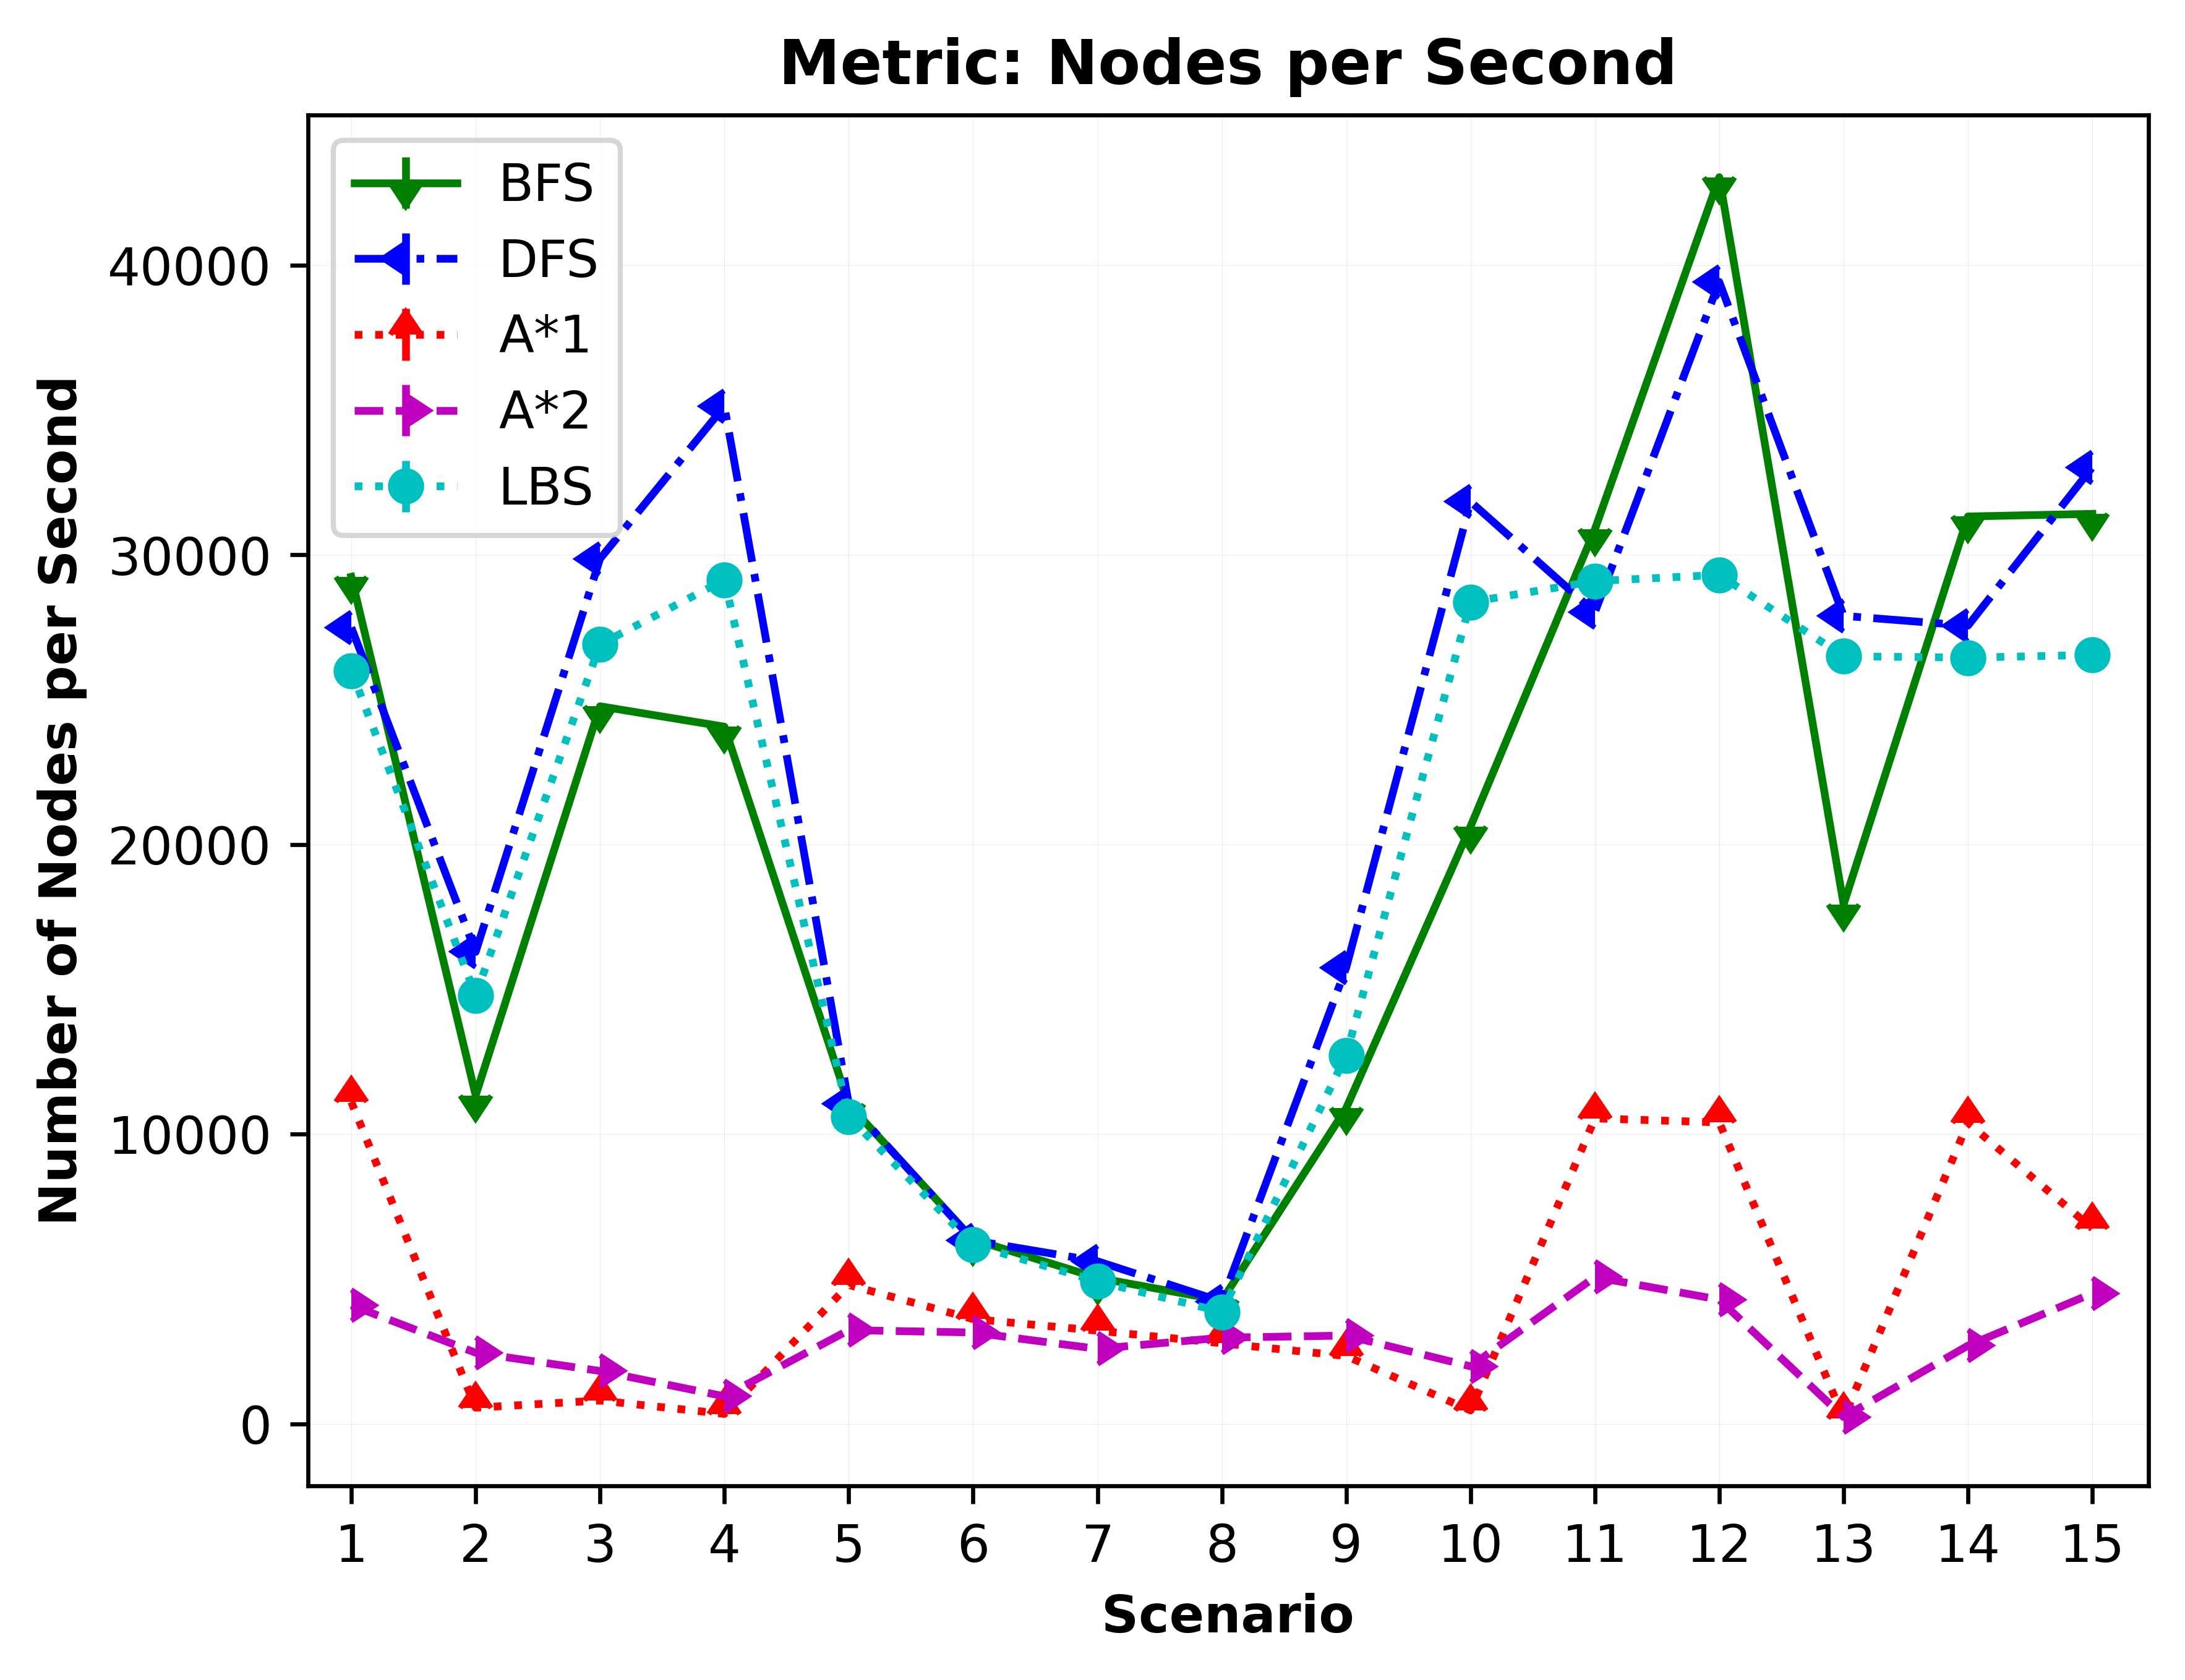 Metric: Nodes per Second
BFS
DFS
A*1
A*2
LBS
Number of Nodes per Second
40000
30000
20000
10000
0
1 2 3 4 5 6 7 8 9 10 11 12 13 14 15
Scenario